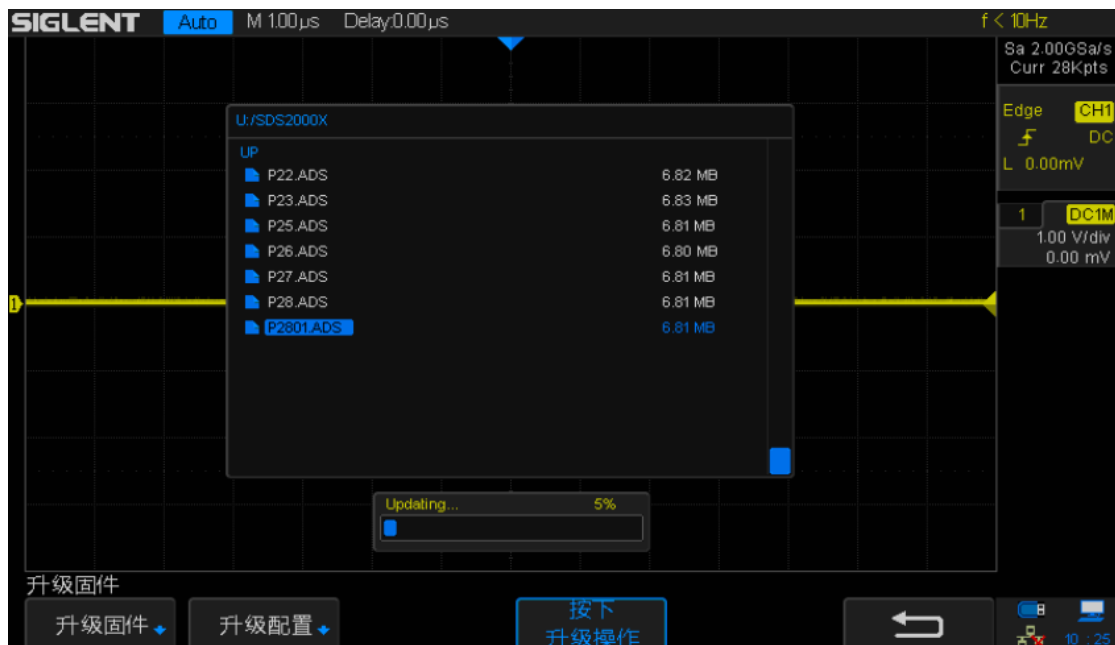 SIGLENT Auto M 1.00μs Delay:0.00μs f < 10Hz
Sa 2.00GSa/s
Curr 28Kpts
Edge CH1
DC
L 0.00mV
1 DC1M
1.00 V/div
0.00 mV
U:/SDS2000X
UP
P22.ADS 6.82 MB
P23.ADS 6.83 MB
P25.ADS 6.81 MB
P26.ADS 6.80 MB
P27.ADS 6.81 MB
P28.ADS 6.81 MB
P2801.ADS 6.81 MB
1
Updating... 5%
升级固件
升级固件 升级配置 按下
升级操作
10 : 25